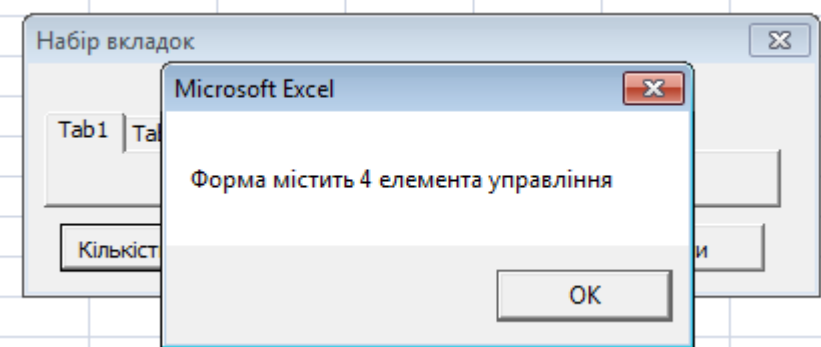 Набір вкладок
Microsoft Excel
Tab1
Форма містить 4 елемента управління
OK